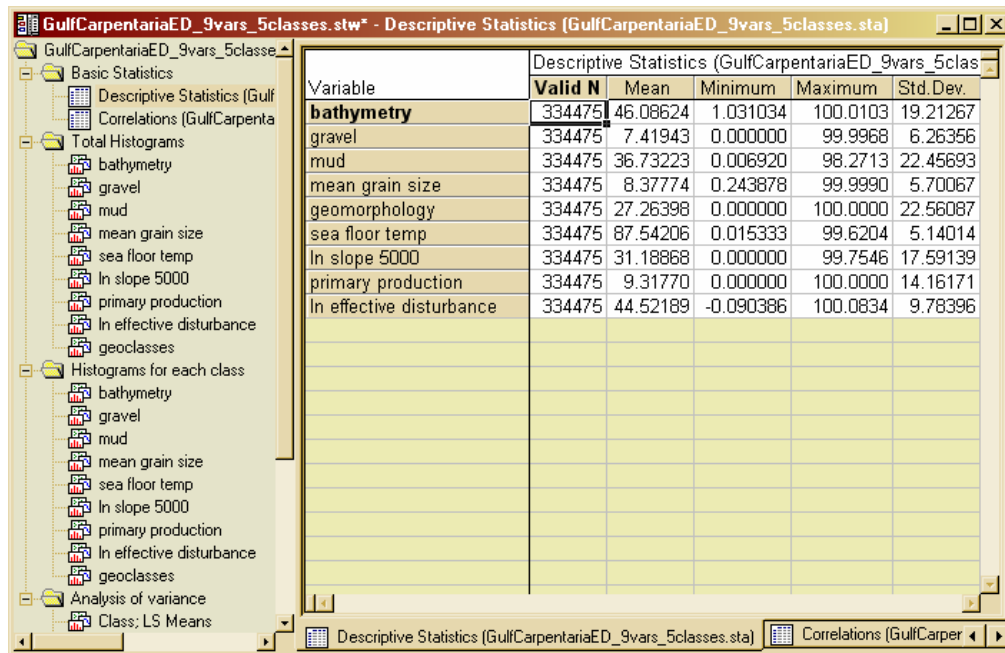 GulfCarpentariaED_9vars_5classes.stw* - Descriptive Statistics (GulfCarpentariaED_9vars_5classes.sta)
GulfCarpentariaED_9vars_5classe
Basic Statistics
Descriptive Statistics (Gulf
Correlations (GulfCarpenta
Total Histograms
bathymetry
gravel
mud
mean grain size
sea floor temp
ln slope 5000
primary production
ln effective disturbance
geoclasses
Histograms for each class
bathymetry
gravel
mud
mean grain size
sea floor temp
ln slope 5000
primary production
ln effective disturbance
geoclasses
Analysis of variance
Class; LS Means
Descriptive Statistics (GulfCarpentariaED_9vars_5clas
Variable Valid N Mean Minimum Maximum Std.Dev.
bathymetry 334475 46.08624 1.031034 100.0103 19.21267
gravel 334475 7.41943 0.000000 99.9968 6.26356
mud 334475 36.73223 0.006920 98.2713 22.45693
mean grain size 334475 8.37774 0.243878 99.9990 5.70067
geomorphology 334475 27.26398 0.000000 100.0000 22.56087
sea floor temp 334475 87.54206 0.015333 99.6204 5.14014
ln slope 5000 334475 31.18868 0.000000 99.7546 17.59139
primary production 334475 9.31770 0.000000 100.0000 14.16171
ln effective disturbance 334475 44.52189 -0.090386 100.0834 9.78396
Descriptive Statistics (GulfCarpentariaED_9vars_5classes.sta) Correlations (GulfCarper